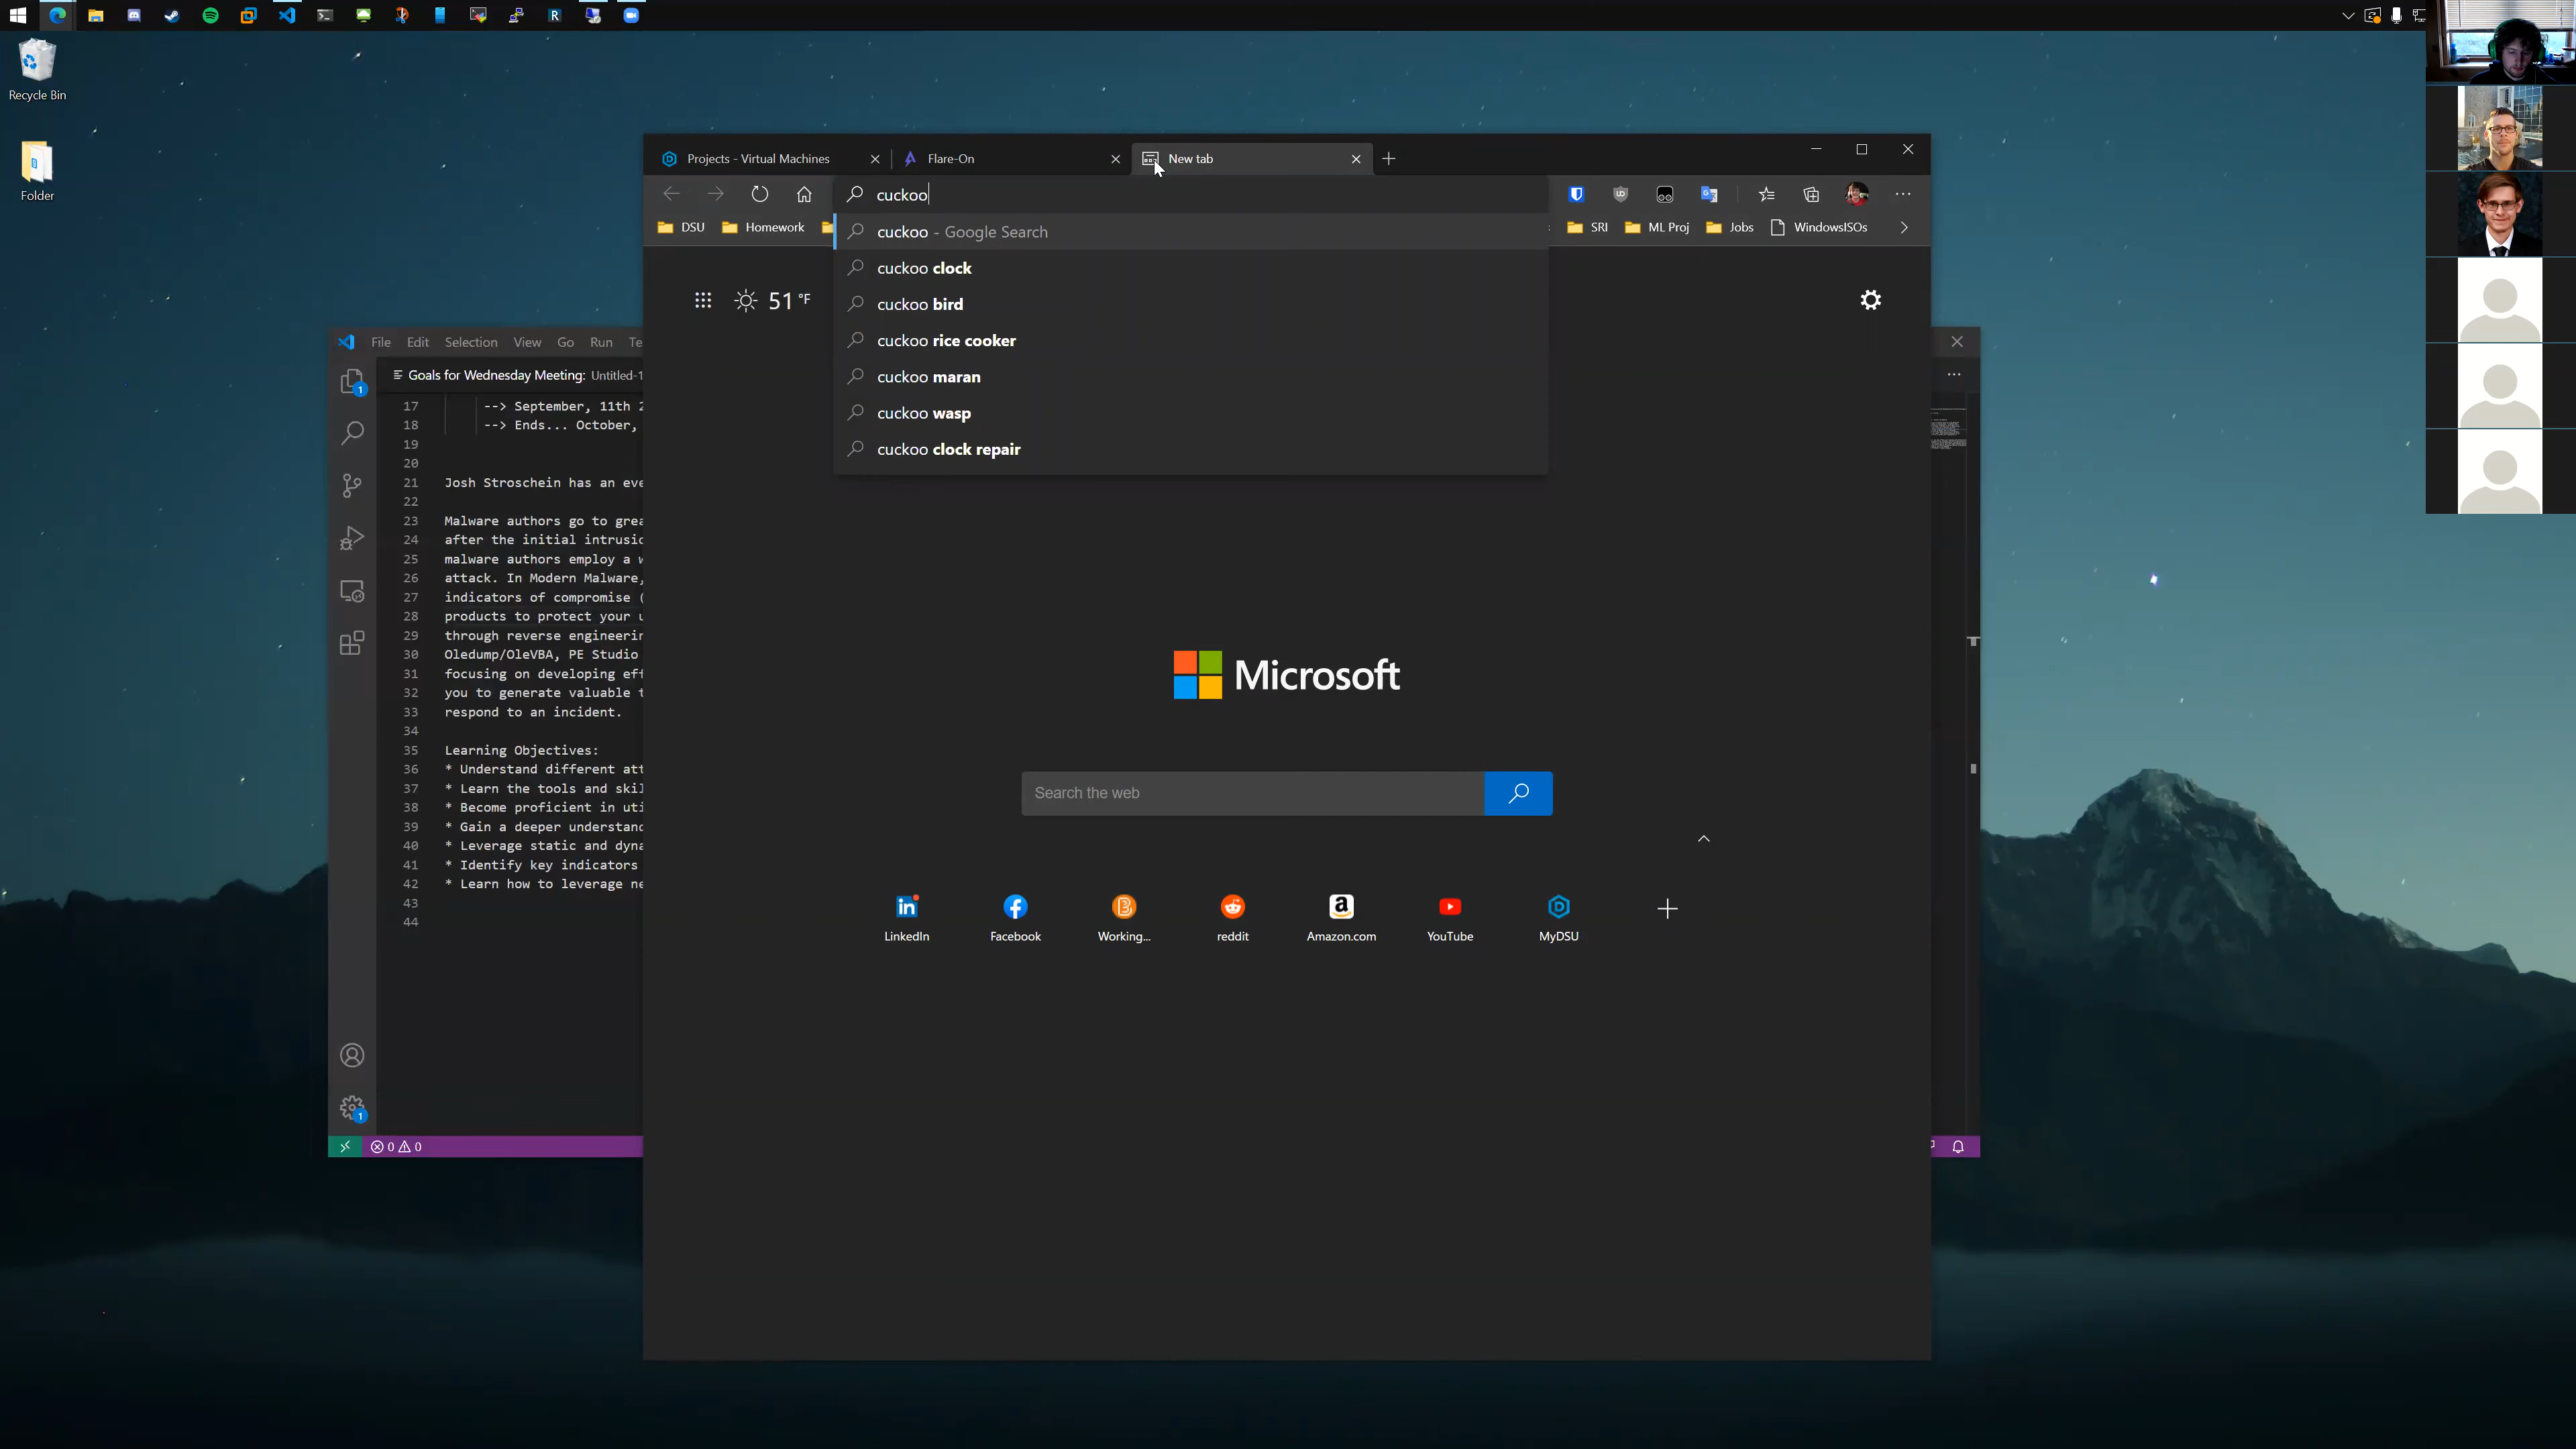 Recycle Bin
Folder
Projects - Virtual Machines
Flare-On
New tab
cuckoo
DSU
Homework
SRI
ML Proj
Jobs
WindowsISOs
cuckoo - Google Search
cuckoo clock
cuckoo bird
cuckoo rice cooker
cuckoo maran
cuckoo wasp
cuckoo clock repair
51 °F
File Edit Selection View Go Run Te
Goals for Wednesday Meeting: Untitled-1
17 --> September, 11th 2
18 --> Ends... October,
19
20
21 Josh Stroschein has an eve
22
23 Malware authors go to grea
24 after the initial intrusio
25 malware authors employ a w
26 attack. In Modern Malware,
27 indicators of compromise (
28 products to protect your u
29 through reverse engineerin
30 Oledump/OleVBA, PE Studio
31 focusing on developing eff
32 you to generate valuable t
33 respond to an incident.
34
35 Learning Objectives:
36 * Understand different att
37 * Learn the tools and skil
38 * Become proficient in uti
39 * Gain a deeper understand
40 * Leverage static and dyna
41 * Identify key indicators
42 * Learn how to leverage ne
43
44
1
1
0 0
Microsoft
Search the web
LinkedIn
Facebook
Working...
reddit
Amazon.com
YouTube
MyDSU